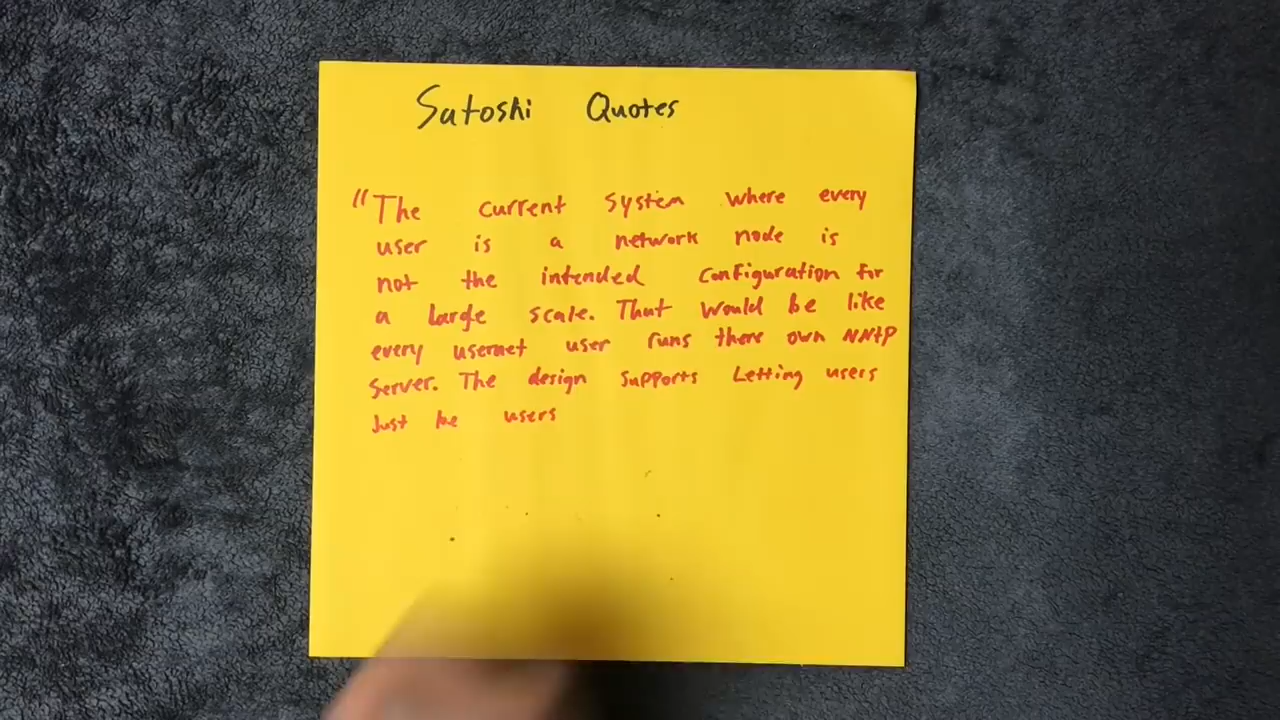 Satoshi Quotes
"The current system where every
user is a network node is
not the intended configuration for
a large scale. That would be like
every usernet user runs there own NNTP
Server. The design supports Letting users
Just be users